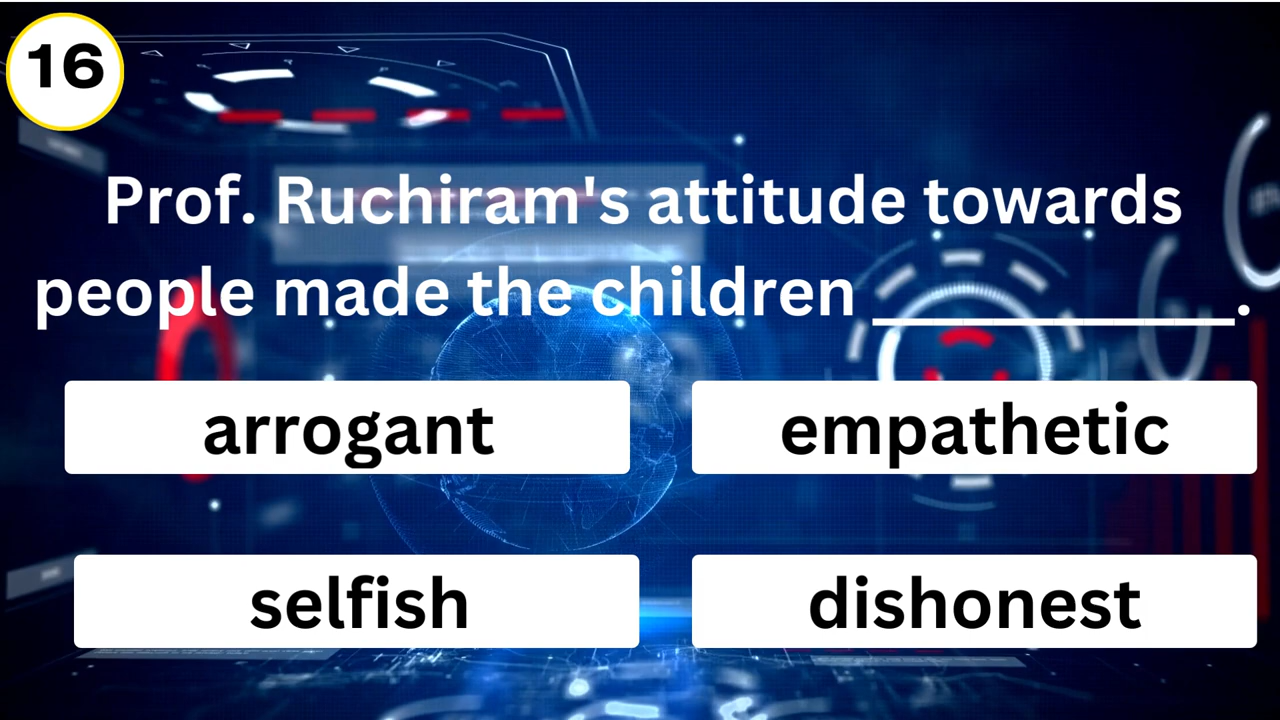 16
Prof. Ruchiram's attitude towards
people made the children ____________.
arrogant
empathetic
selfish
dishonest